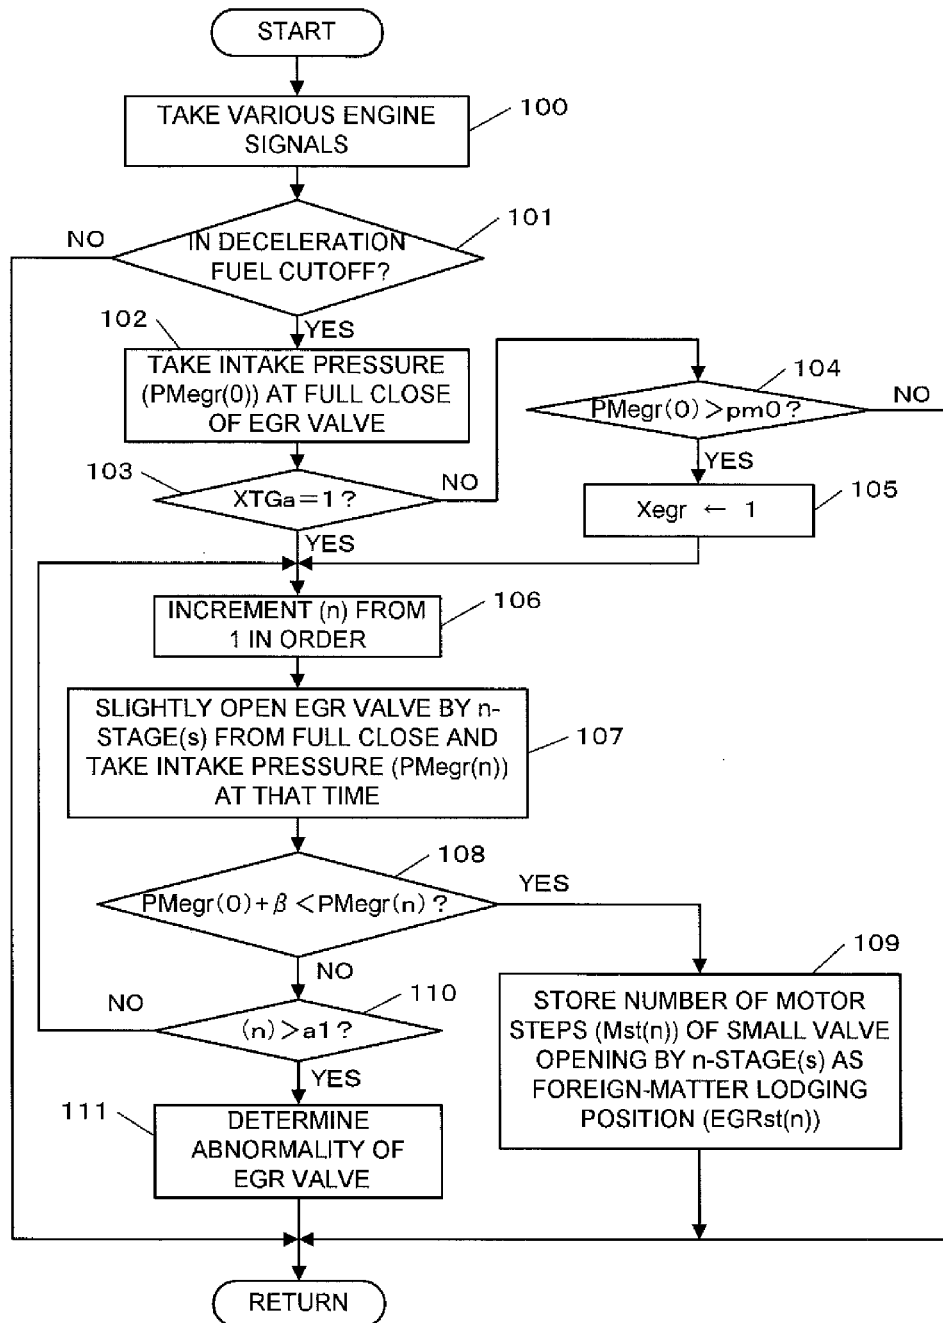 START
TAKE VARIOUS ENGINE
SIGNALS
100
IN DECELERATION
FUEL CUTOFF?
101
NO
YES
102
TAKE INTAKE PRESSURE
(PMegr(0)) AT FULL CLOSE
OF EGR VALVE
103
XTGa=1?
NO
YES
104
PMegr(0)>pm0?
NO
YES
105
Xegr ← 1
106
INCREMENT (n) FROM
1 IN ORDER
SLIGHTLY OPEN EGR VALVE BY n-
STAGE(s) FROM FULL CLOSE AND
TAKE INTAKE PRESSURE (PMegr(n))
AT THAT TIME
107
108
PMegr(0)+β<PMegr(n)?
YES
NO
109
STORE NUMBER OF MOTOR
STEPS (Mst(n)) OF SMALL VALVE
OPENING BY n-STAGE(s) AS
FOREIGN-MATTER LODGING
POSITION (EGRst(n))
110
(n)>a1?
NO
YES
111
DETERMINE
ABNORMALITY OF
EGR VALVE
RETURN